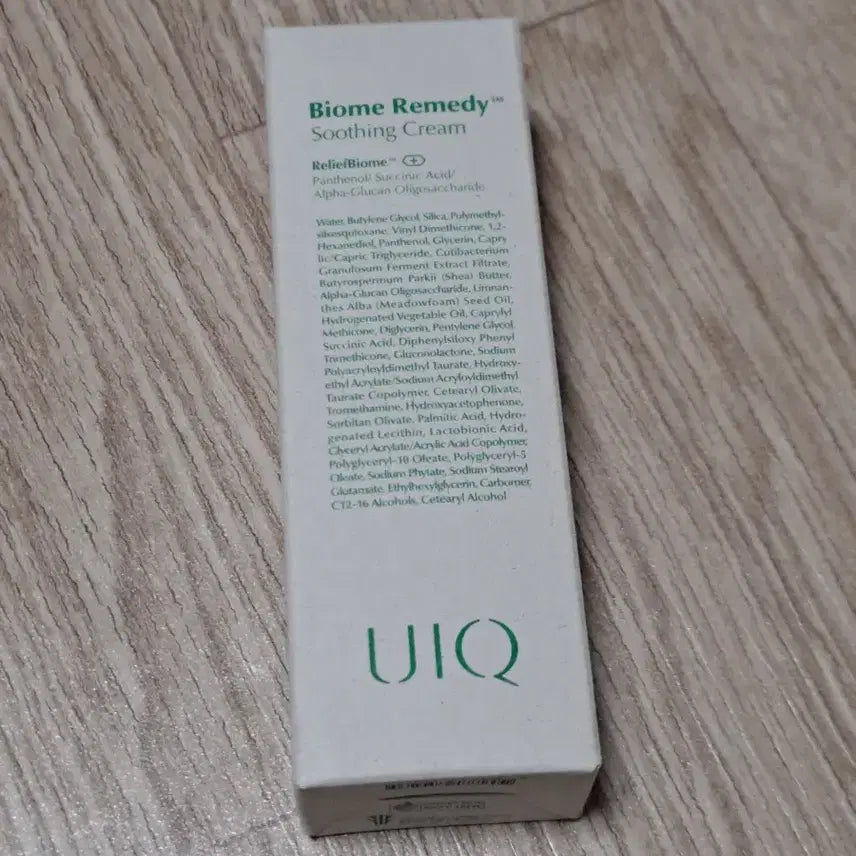 Biome Remedy™
Soothing Cream
ReliefBiome™ +
Panthenol/ Succinic Acid/
Alpha-Glucan Oligosaccharide
Water, Butylene Glycol, Silica, Polymethyl-
silsesquioxane, Vinyl Dimethicone, 1,2-
Hexanediol, Panthenol, Glycerin, Capry
lic/Capric Triglyceride, Cutibacterium
Granulosum Ferment Extract Filtrate,
Butyrospermum Parkii (Shea) Butter,
Alpha-Glucan Oligosaccharide, Limnan-
thes Alba (Meadowfoam) Seed Oil,
Hydrogenated Vegetable Oil, Caprylyl
Methicone, Diglycerin, Pentylene Glycol,
Succinic Acid, Diphenylsiloxy Phenyl
Trimethicone, Gluconolactone, Sodium
Polyacryloyldimethyl Taurate, Hydroxy-
ethyl Acrylate/Sodium Acryloyldimethyl
Taurate Copolymer, Cetearyl Olivate,
Tromethamine, Hydroxyacetophenone,
Sorbitan Olivate, Palmitic Acid, Hydro-
genated Lecithin, Lactobionic Acid,
Glyceryl Acrylate/Acrylic Acid Copolymer,
Polyglyceryl-10 Oleate, Polyglyceryl-5
Oleate, Sodium Phytate, Sodium Stearoyl
Glutamate, Ethylhexylglycerin, Carbomer,
C12-16 Alcohols, Cetearyl Alcohol
UIQ